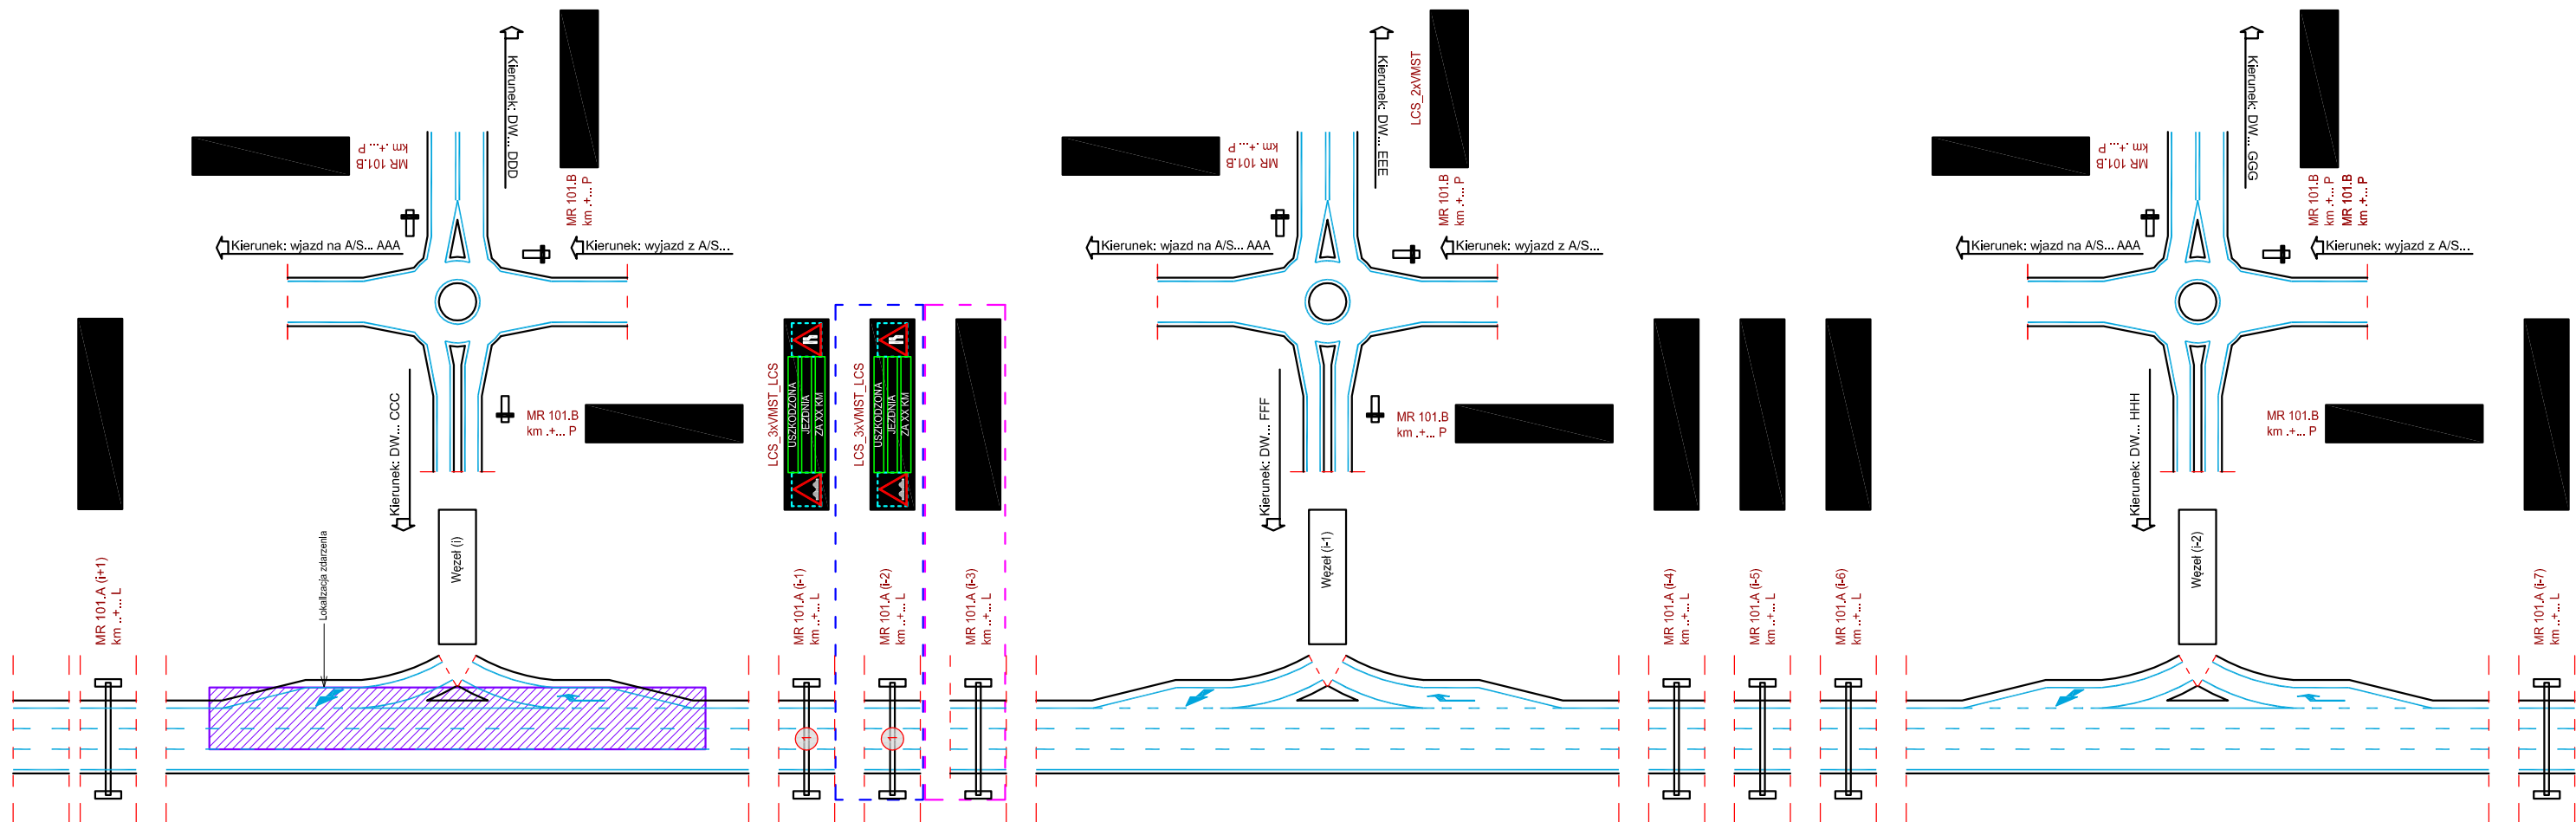 Kierunek: DW... DDD
MR 101.B
km .+... P
MR 101.B
km .+... P
Kierunek: wjazd na A/S... AAA
Kierunek: wyjazd z A/S...
Kierunek: DW... CCC
MR 101.B
km .+... P
Węzeł (i)
Lokalizacja zdarzenia
MR 101.A (i+1)
km ..+... L
LCS_3xVMST_LCS
USZKODZONA
JEZDNIA
ZA XX KM
LCS_3xVMST_LCS
USZKODZONA
JEZDNIA
ZA XX KM
MR 101.A (i-1)
km ..+... L
MR 101.A (i-2)
km ..+... L
MR 101.A (i-3)
km ..+... L
1
1
Kierunek: DW... EEE
LCS_2xVMST
MR 101.B
km .+... P
MR 101.B
km .+... P
Kierunek: wjazd na A/S... AAA
Kierunek: wyjazd z A/S...
Kierunek: DW... FFF
MR 101.B
km .+... P
Węzeł (i-1)
MR 101.A (i-4)
km ..+... L
MR 101.A (i-5)
km ..+... L
MR 101.A (i-6)
km ..+... L
Kierunek: DW... GGG
MR 101.B
km .+... P
MR 101.B
km .+... P
MR 101.B
km .+... P
Kierunek: wjazd na A/S... AAA
Kierunek: wyjazd z A/S...
Kierunek: DW... HHH
MR 101.B
km .+... P
Węzeł (i-2)
MR 101.A (i-7)
km ..+... L